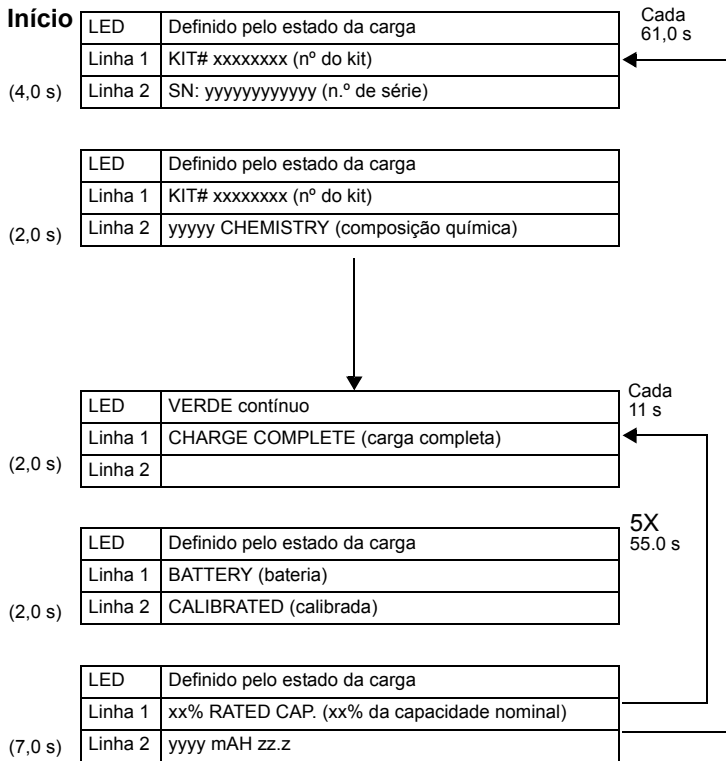 Início
LED Definido pelo estado da carga
Cada
61,0 s
Linha 1 KIT# xxxxxxxx (nº do kit)
(4,0 s) Linha 2 SN: yyyyyyyyyyyy (n.º de série)
LED Definido pelo estado da carga
Linha 1 KIT# xxxxxxxx (nº do kit)
(2,0 s) Linha 2 yyyyy CHEMISTRY (composição química)
LED VERDE contínuo
Cada
11 s
Linha 1 CHARGE COMPLETE (carga completa)
(2,0 s) Linha 2
5X
55.0 s
LED Definido pelo estado da carga
Linha 1 BATTERY (bateria)
(2,0 s) Linha 2 CALIBRATED (calibrada)
LED Definido pelo estado da carga
Linha 1 xx% RATED CAP. (xx% da capacidade nominal)
(7,0 s) Linha 2 yyyy mAH zz.z